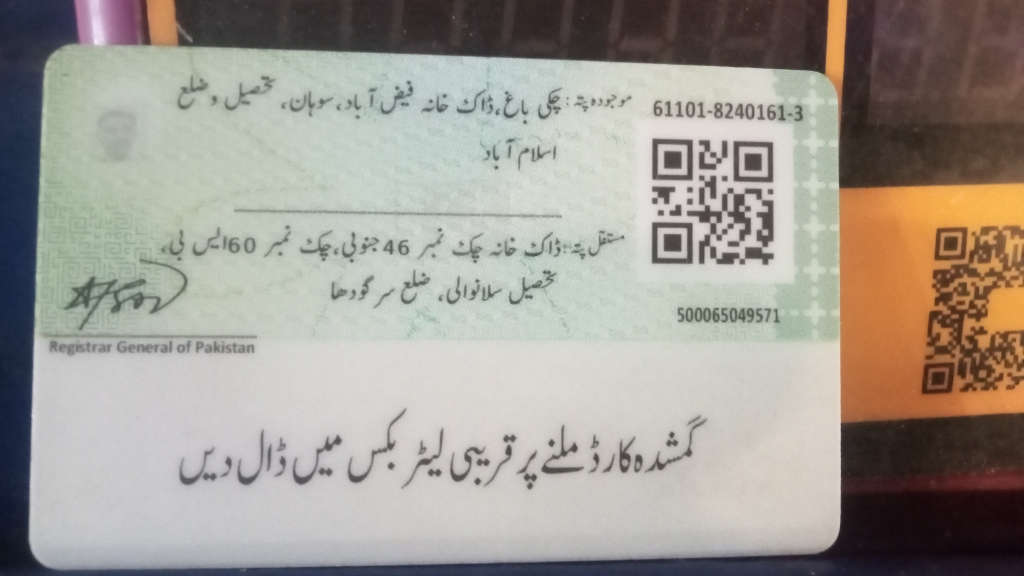 61101-8240161-3
موجودہ پتہ: چکی باغ، ڈاک خانہ فیض آباد، سوہان، تحصیل و ضلع
اسلام آباد
مستقل پتہ: ڈاک خانہ چک نمبر 46 جنوبی، چک نمبر 60 ایس بی،
تحصیل سلانوالی، ضلع سرگودھا
500065049571
Registrar General of Pakistan
گمشدہ کارڈ ملنے پر قریبی لیٹر بکس میں ڈال دیں